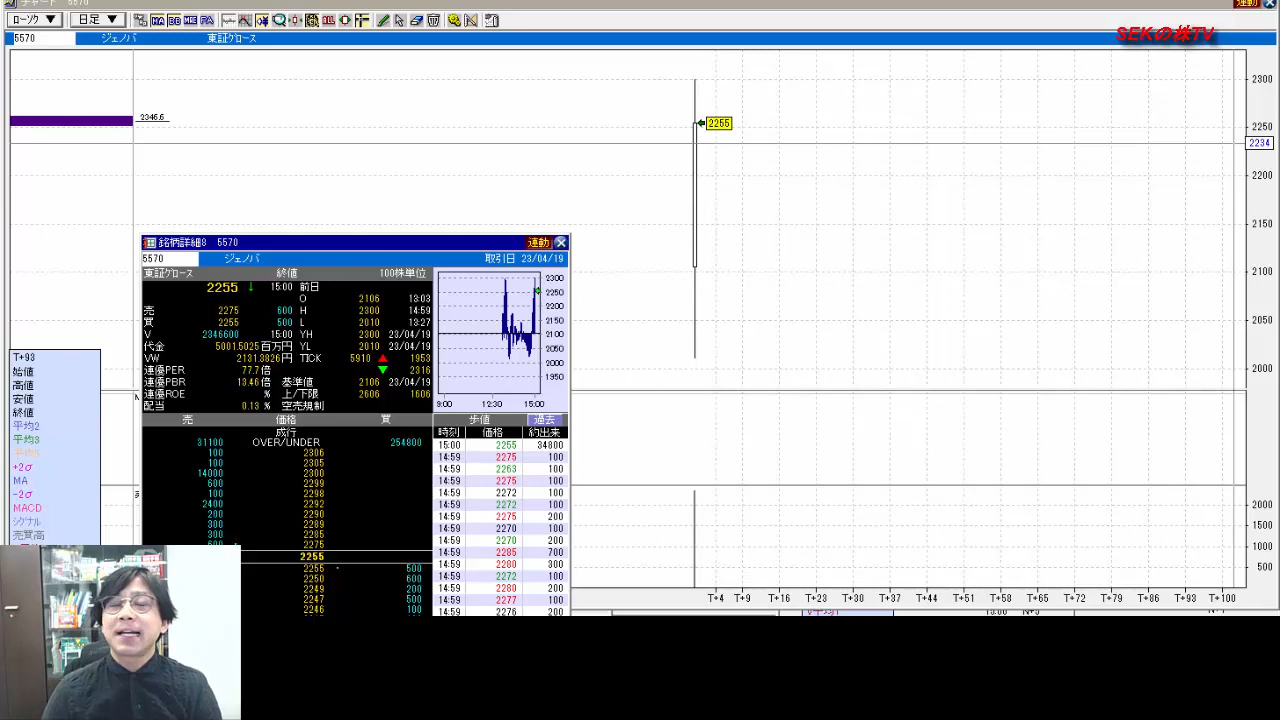 チャート 5570
連動
ローソク ▼ 日足 ▼
5570 ジェノバ 東証グロース
SEKの株TV
2346.6
2255
2300
2250
2234
2200
2150
2100
2050
2000
銘柄詳細8 5570 連動
5570 ジェノバ 取引日 23/04/19
東証グロース 終値 100株単位
2255 ↓ 15:00 前日
O 2106 13:03
売 2275 600 H 2300 14:59
買 2255 500 L 2010 13:27
V 2346600 15:00 YH 2300 23/04/19
代金 5001.5025 百万円 YL 2010 23/04/19
VW 2131.3826 円 TICK 5910 ▲ 1953
連優PER 77.7 倍 ▼ 2316
連優PBR 13.46 倍 基準値 2106 23/04/19
連優ROE % 上/下限 2606 1606
配当 0.13 % 空売規制
2300
2250
2200
2150
2100
2050
2000
1950
9:00 12:30 15:00
売 価格 買
成行
31100 OVER/UNDER 254800
100 2306
100 2305
14000 2300
600 2299
100 2298
2400 2292
200 2290
300 2289
300 2285
600 2275
2255
2255 500
2250 600
2249 200
2247 500
2246 100
歩値 過去
時刻 価格 約出来
15:00 2255 34800
14:59 2275 100
14:59 2263 100
14:59 2275 100
14:59 2272 100
14:59 2272 100
14:59 2275 200
14:59 2270 100
14:59 2270 200
14:59 2285 700
14:59 2280 300
14:59 2272 100
14:59 2280 200
14:59 2277 100
14:59 2276 200
T+93
始値
高値
安値
終値
平均2
平均3
+2σ
MA
-2σ
MACD
シグナル
売買高
2000
1000
500
T+4 T+9 T+16 T+23 T+30 T+37 T+44 T+51 T+58 T+65 T+72 T+79 T+86 T+93 T+100